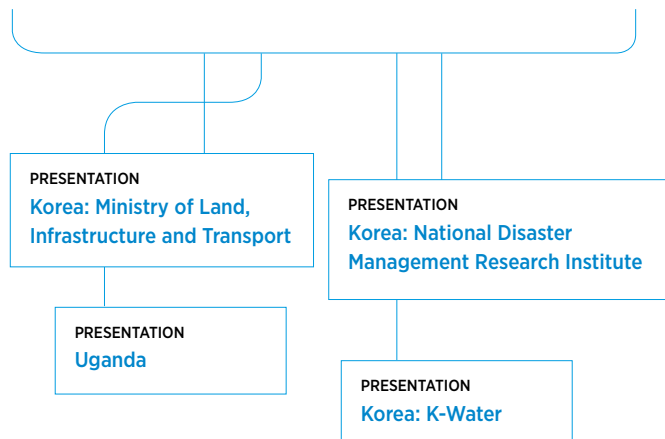 PRESENTATION
Korea: Ministry of Land,
Infrastructure and Transport
PRESENTATION
Korea: National Disaster
Management Research Institute
PRESENTATION
Uganda
PRESENTATION
Korea: K-Water